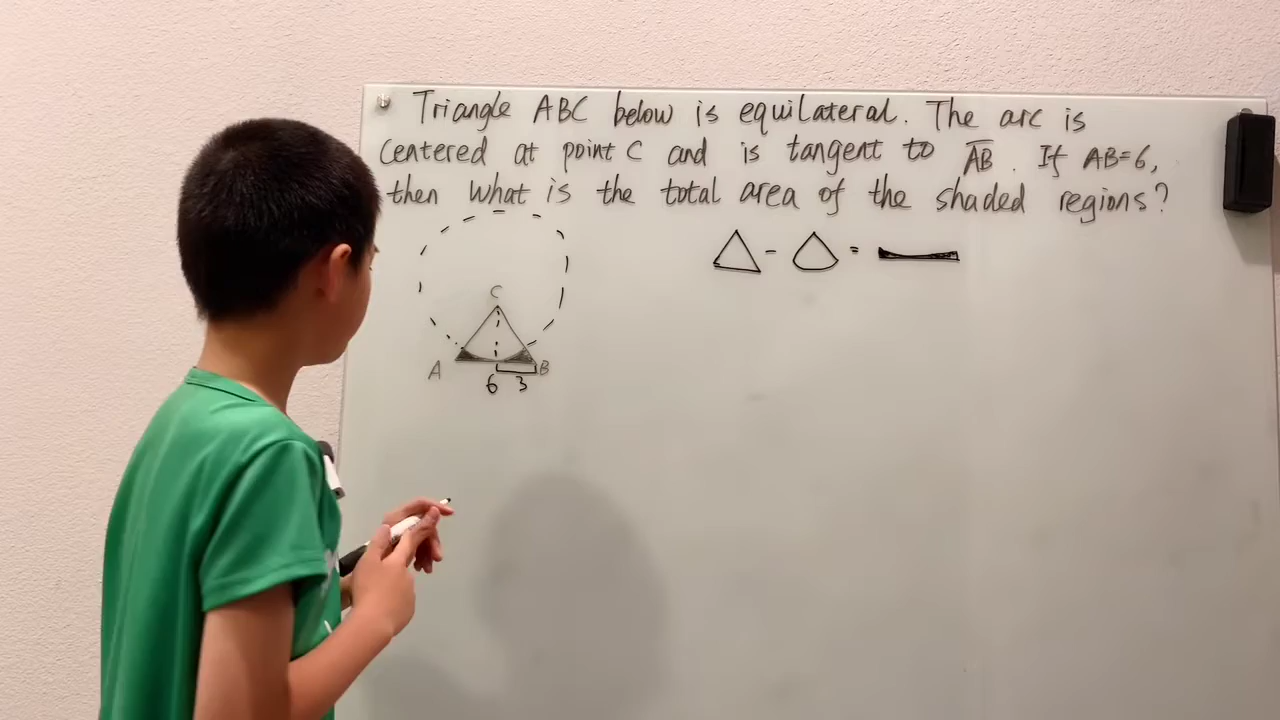 Triangle ABC below is equilateral. The arc is
centered at point C and is tangent to AB. If AB=6,
then what is the total area of the shaded regions?
- =
C
A B
6 3